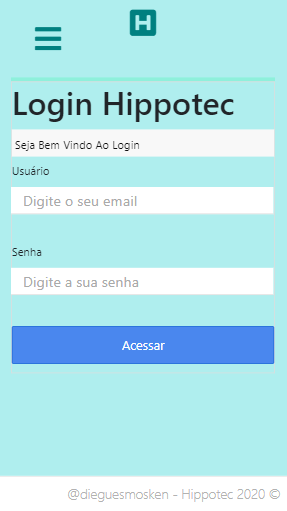 H
Login Hippotec
Seja Bem Vindo Ao Login
Usuário
Digite o seu email
Senha
Digite a sua senha
Acessar
@dieguesmosken - Hippotec 2020 ©